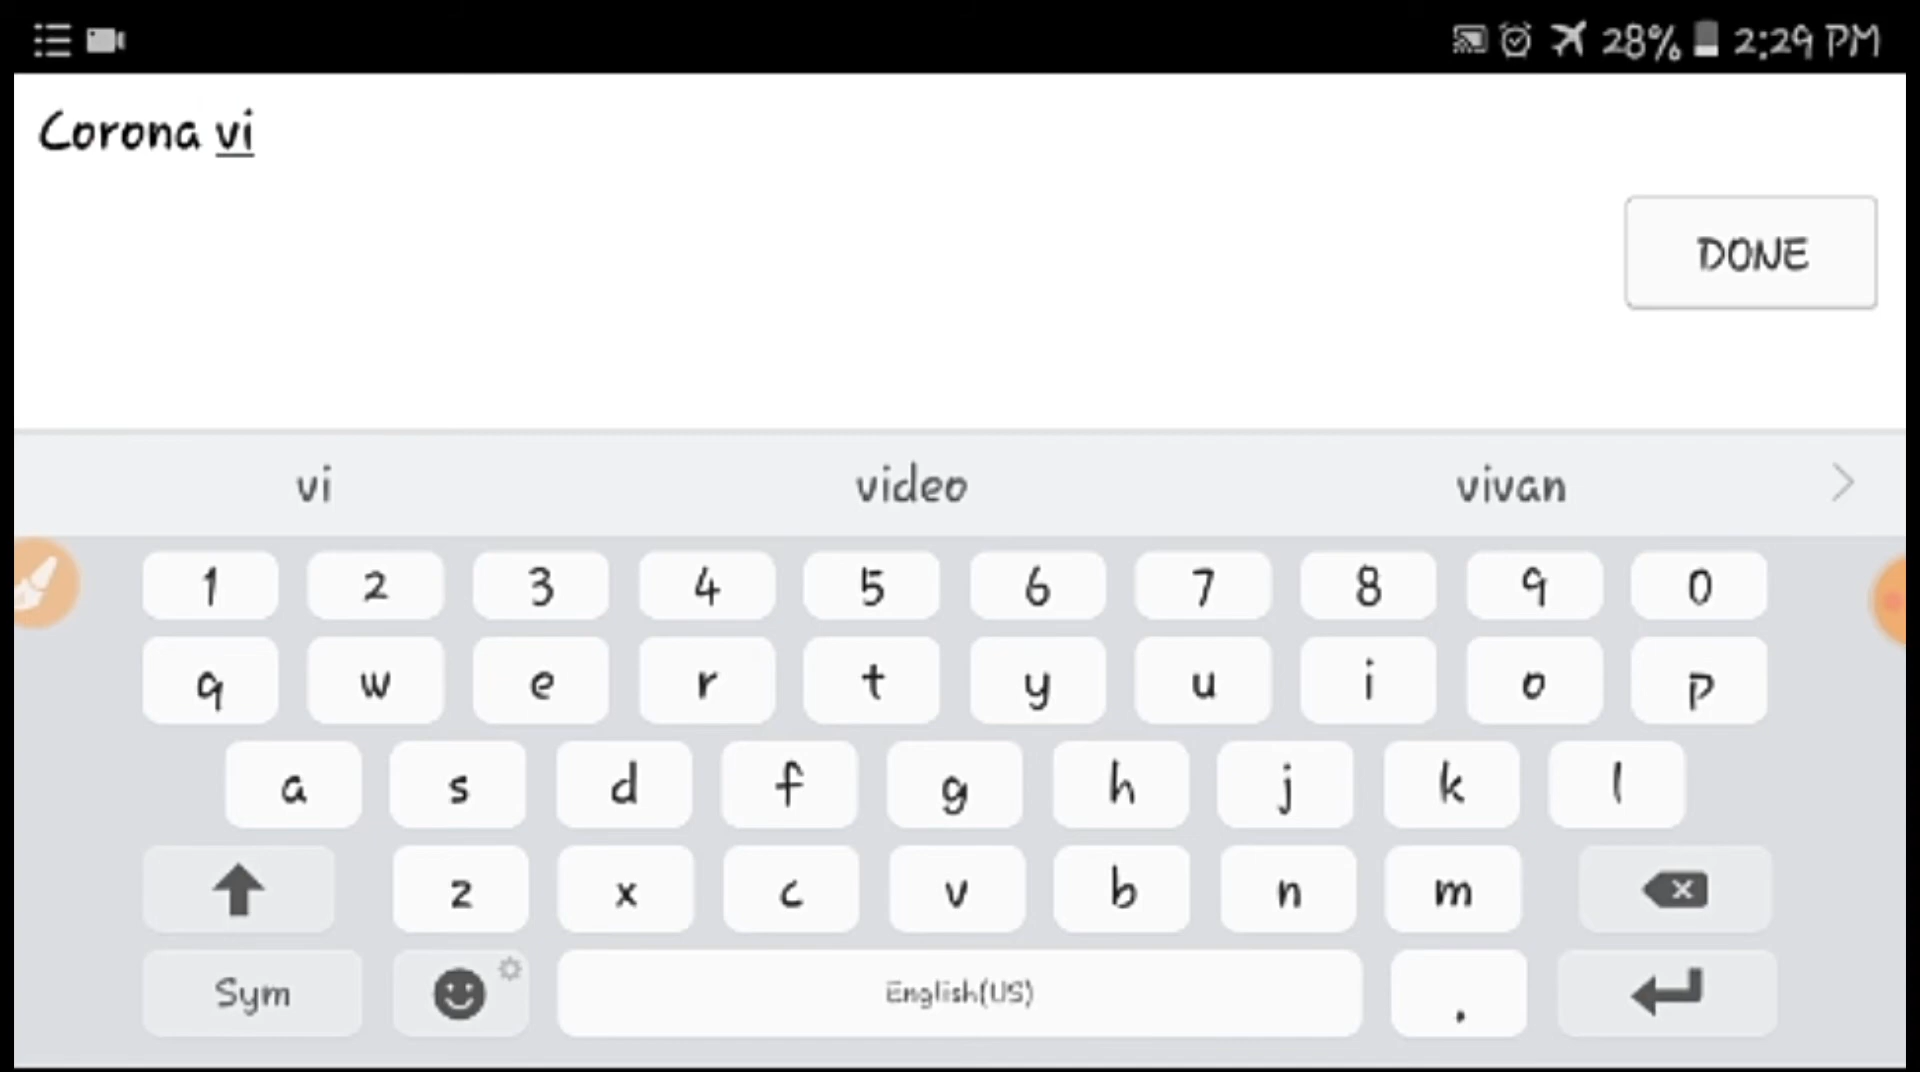 28% 2:29 PM
Corona vi
DONE
vi video vivan
1 2 3 4 5 6 7 8 9 0
q w e r t y u i o p
a s d f g h j k l
z x c v b n m
Sym English(US) .